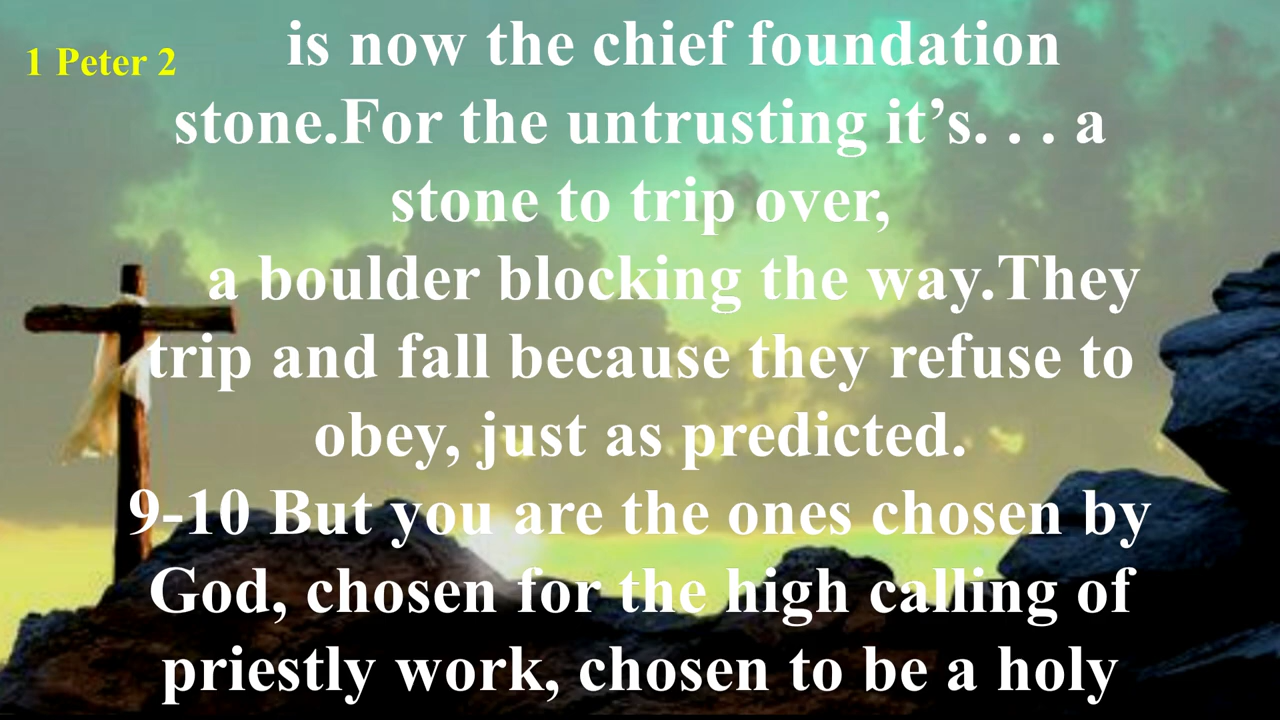 1 Peter 2
is now the chief foundation
stone.For the untrusting it’s. . . a
stone to trip over,
a boulder blocking the way.They
trip and fall because they refuse to
obey, just as predicted.
9-10 But you are the ones chosen by
God, chosen for the high calling of
priestly work, chosen to be a holy